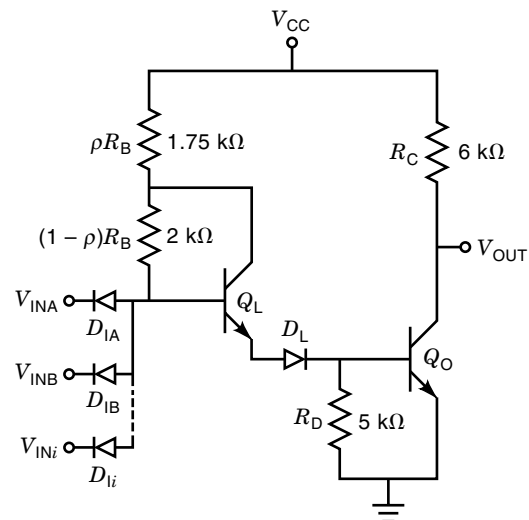 V_CC
ρR_B 1.75 kΩ
R_C 6 kΩ
(1 – ρ)R_B 2 kΩ
V_OUT
V_INA
D_IA
Q_L
D_L
Q_O
V_INB
D_IB
R_D 5 kΩ
V_INi
D_Ii